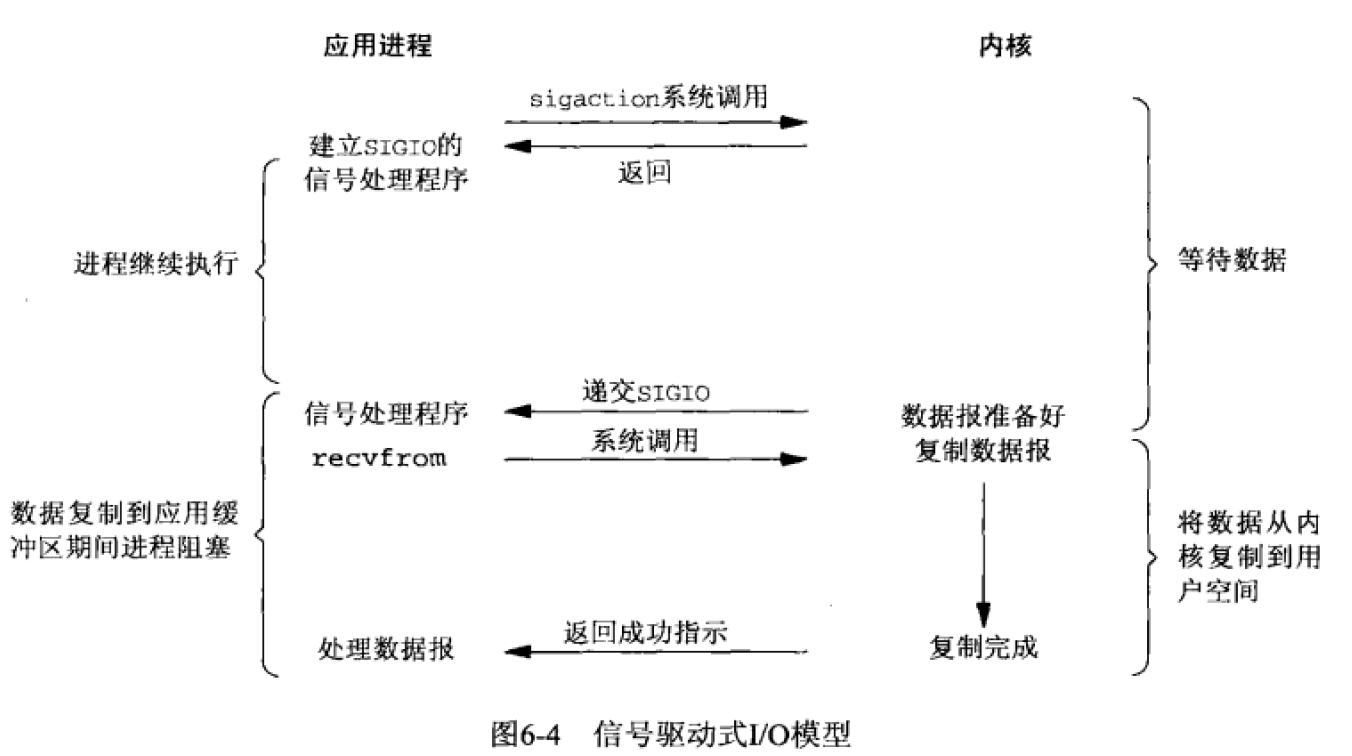 应用进程
内核
sigaction系统调用
建立SIGIO的
信号处理程序
返回
进程继续执行
等待数据
递交SIGIO
信号处理程序
数据报准备好
系统调用
复制数据报
recvfrom
数据复制到应用缓
冲区期间进程阻塞
将数据从内
核复制到用
户空间
返回成功指示
处理数据报
复制完成
图6-4 信号驱动式I/O模型